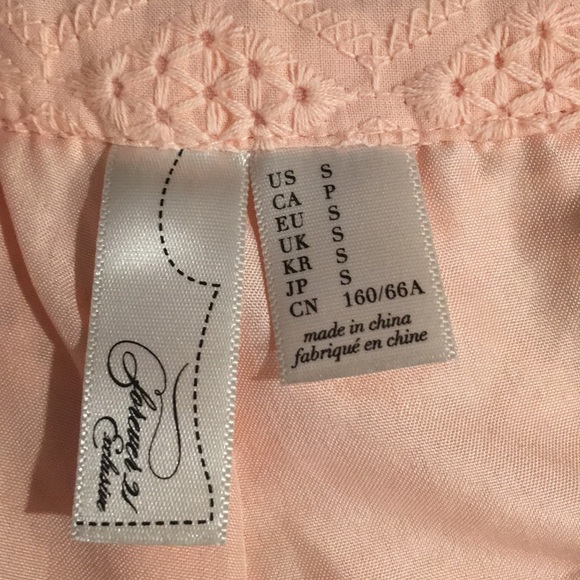 Forever 21
Exclusive
US S
CA P
EU S
UK S
KR S
JP S
CN 160/66A
made in china
fabriqué en chine